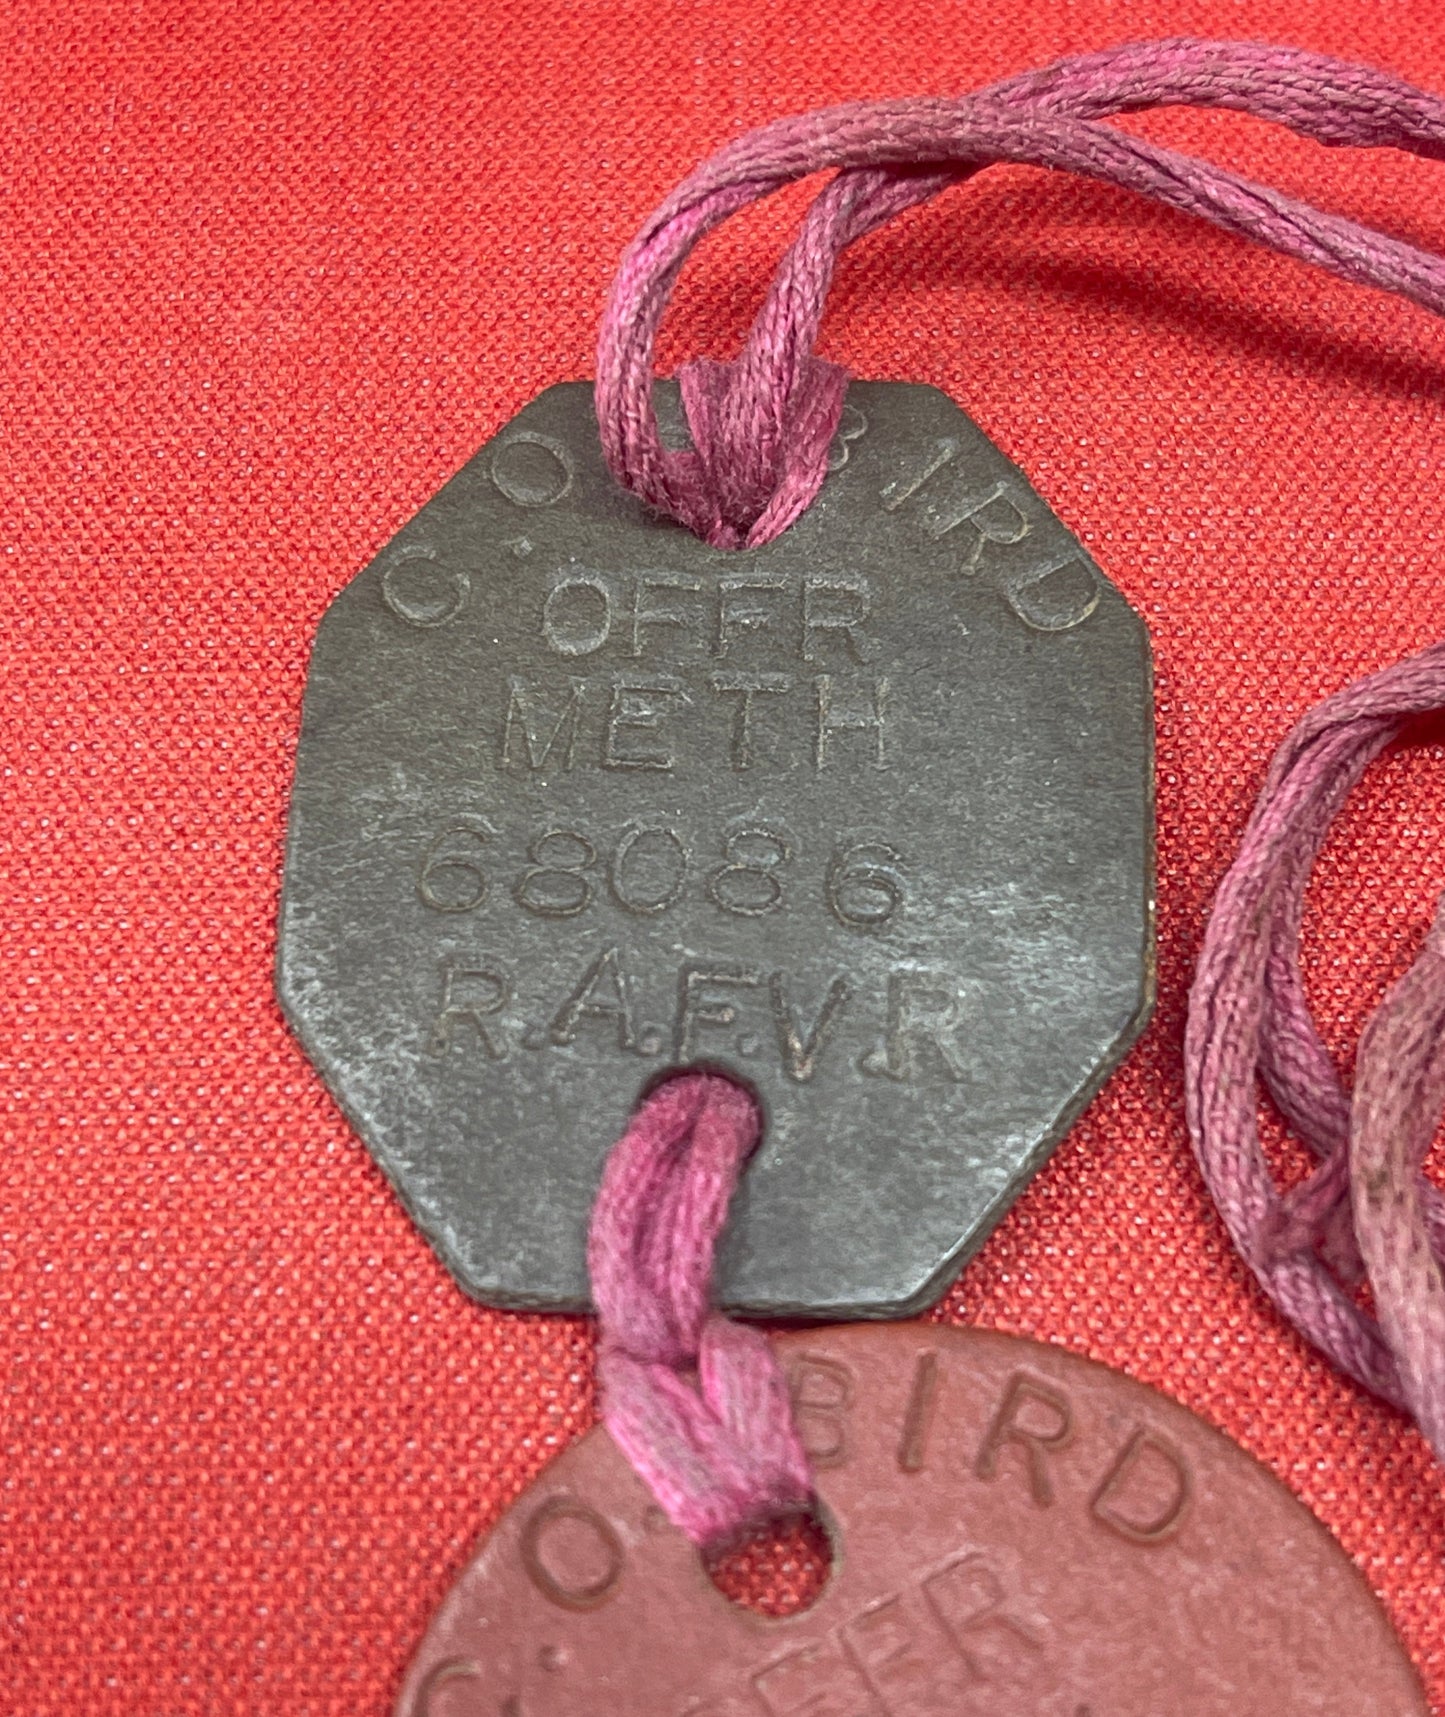 C. O. BIRD
OFFR
METH
68086
R.A.F.V.R
C. O. BIRD